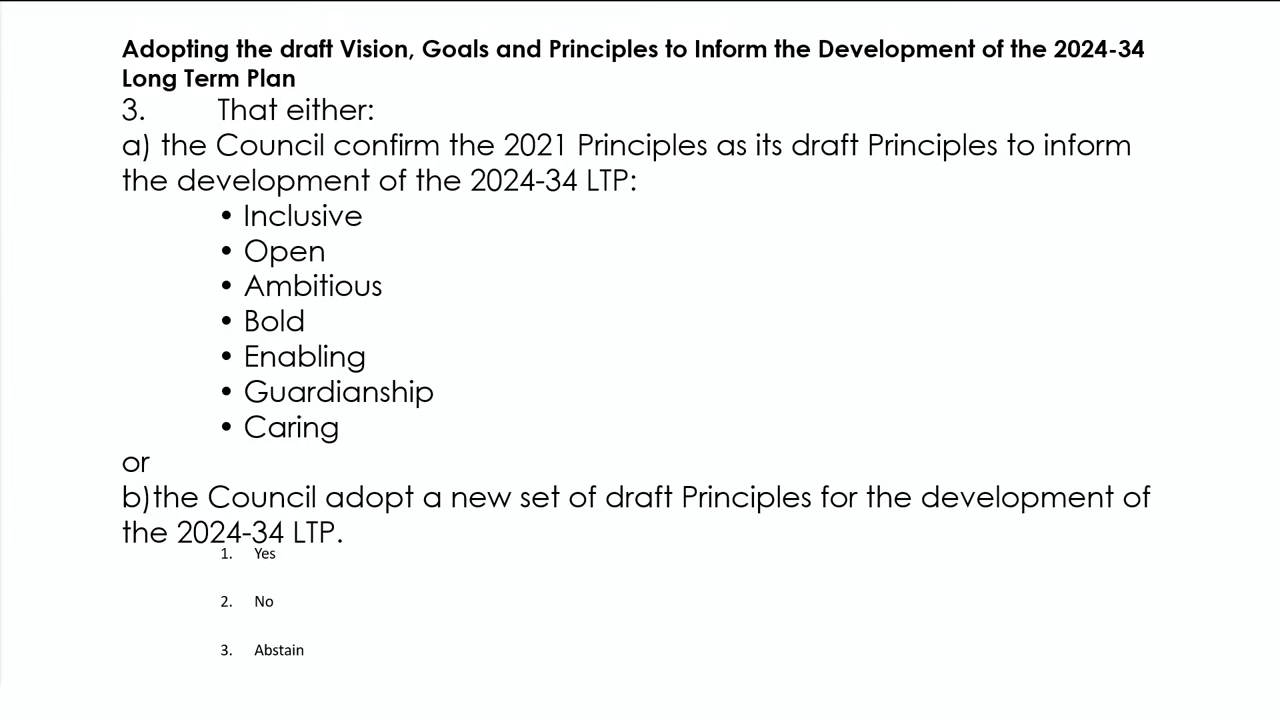 Adopting the draft Vision, Goals and Principles to Inform the Development of the 2024-34
Long Term Plan
3. That either:
a) the Council confirm the 2021 Principles as its draft Principles to inform
the development of the 2024-34 LTP:
• Inclusive
• Open
• Ambitious
• Bold
• Enabling
• Guardianship
• Caring
or
b)the Council adopt a new set of draft Principles for the development of
the 2024-34 LTP.
1. Yes
2. No
3. Abstain